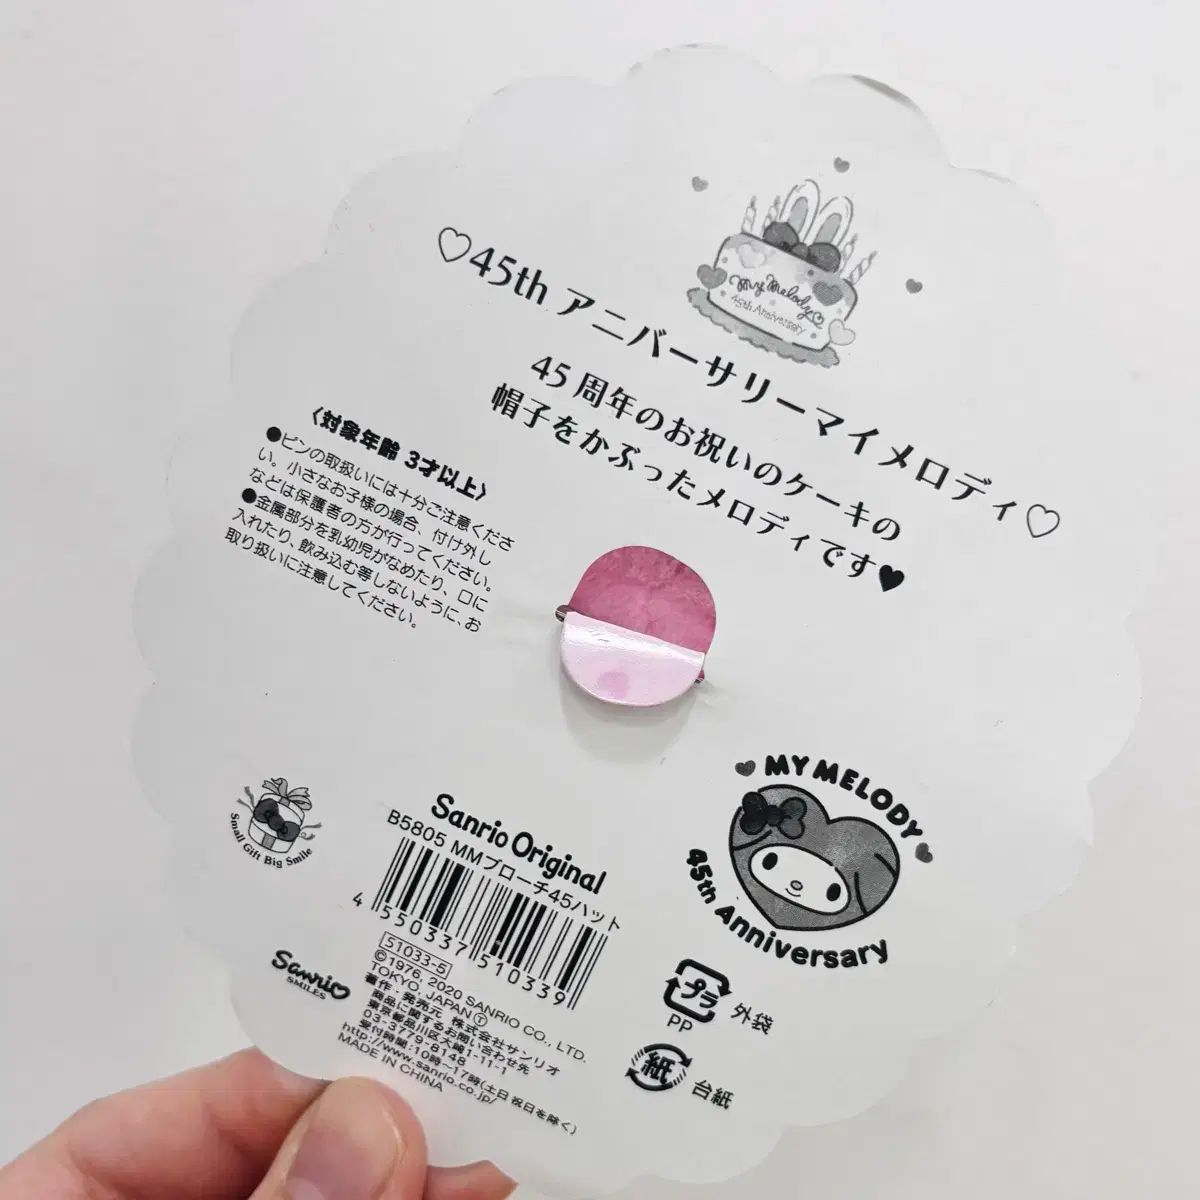 My Melody♡
45th Anniversary
♡45th アニバーサリーマイメロディ♡
45周年のお祝いのケーキの
帽子をかぶったメロディです♥
〈対象年齢 3才以上〉
●ピンの取扱いには十分ご注意くださ
い。小さなお子様の場合、付け外し
などは保護者の方が行ってください。
●金属部分を乳幼児がなめたり、口に
入れたり、飲み込む等しないように、お
取り扱いに注意してください。
Small Gift Big Smile
Sanrio
SMILES
Sanrio Original
B5805 MMブローチ45ハット
4 550337 510339
51033-5
©1976, 2020 SANRIO CO., LTD.
TOKYO, JAPAN Ⓣ
著作・発売元 株式会社サンリオ
商品に関するお問い合わせ先
東京都品川区大崎1-11-1
03-3779-8148
受付時間:10時〜17時(土日祝日を除く)
http://www.sanrio.co.jp/
MADE IN CHINA
MY MELODY
45th Anniversary
プラ 外袋
PP
紙 台紙